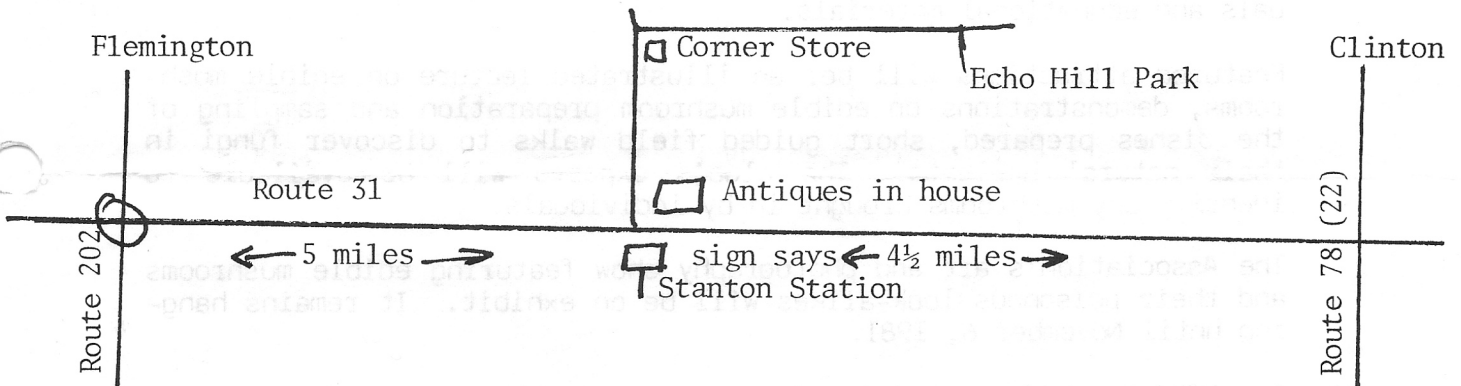 Flemington
Corner Store
Clinton
Echo Hill Park
Route 31
Antiques in house
5 miles
sign says 4½ miles
Stanton Station
Route 202
Route 78 (22)